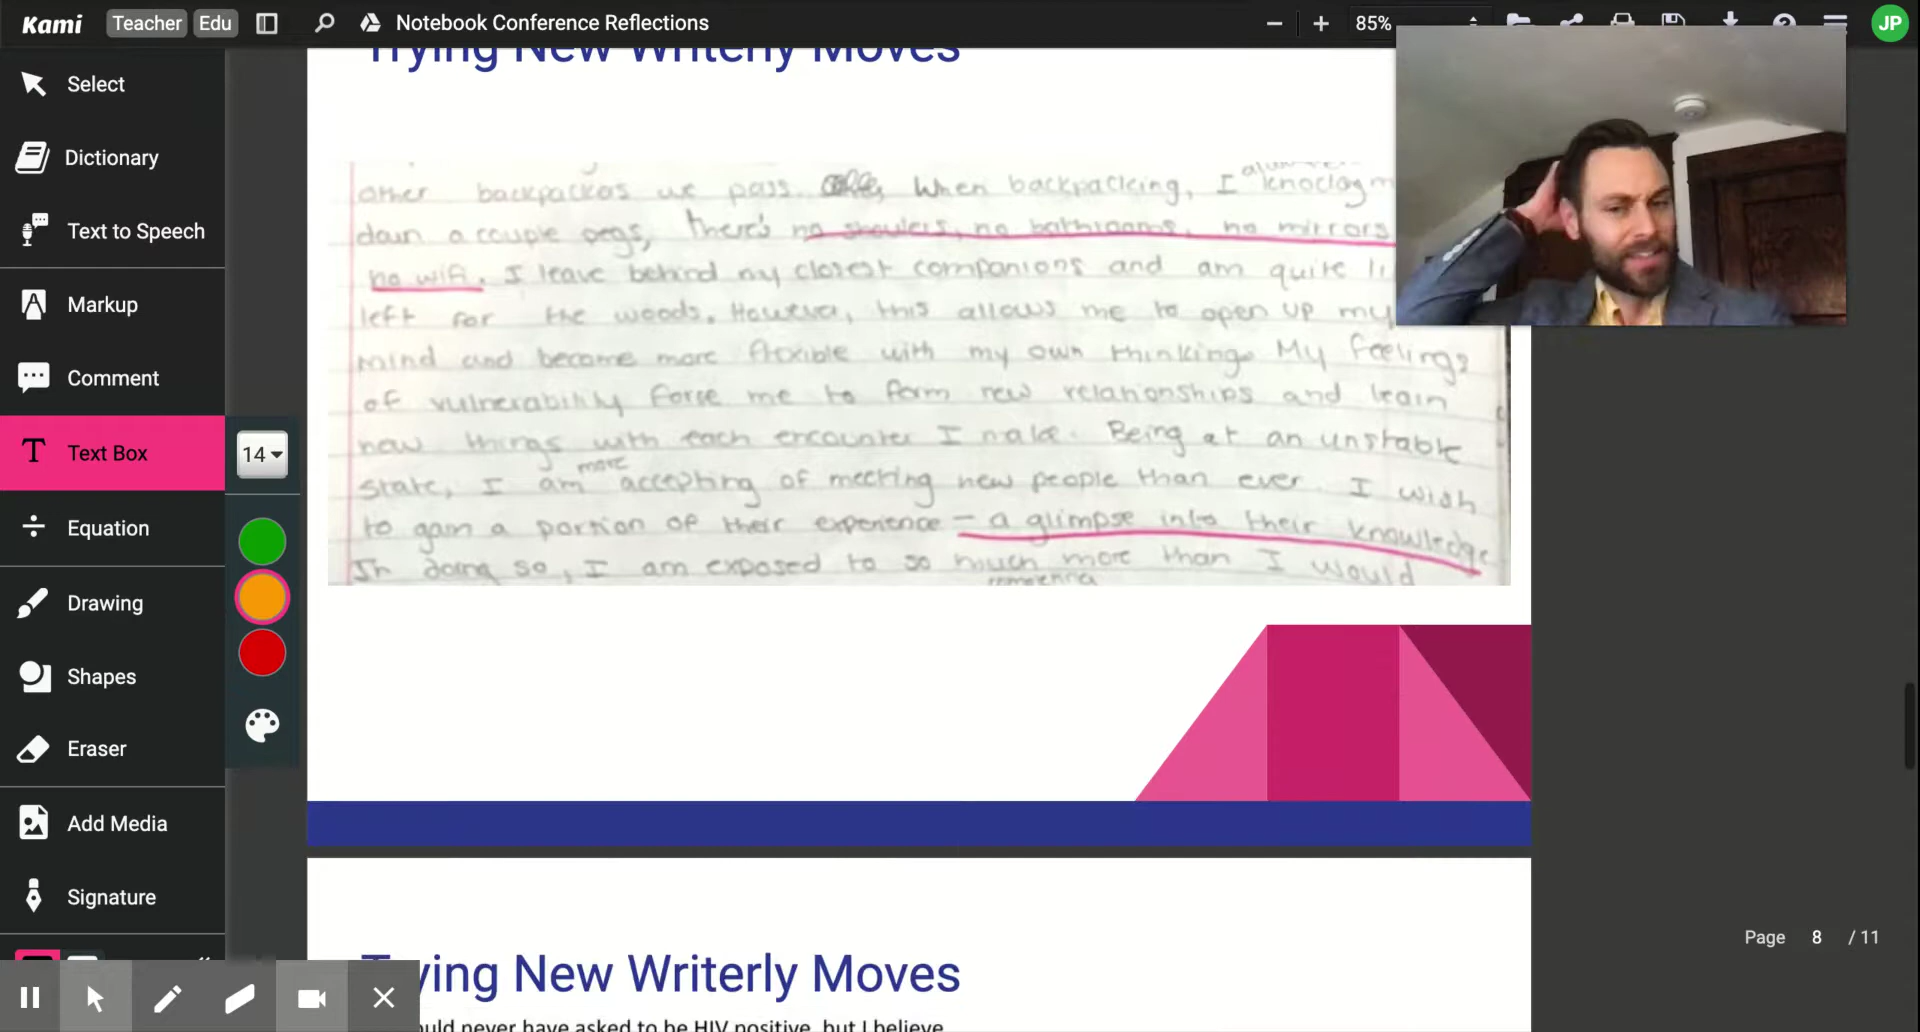 Kami Teacher Edu Notebook Conference Reflections 85% JP
Trying New Writerly Moves
Select
Dictionary
Text to Speech
Markup
Comment
Text Box 14
Equation
Drawing
Shapes
Eraser
Add Media
Signature
other backpackers we pass. When backpacking, I
down a couple pegs, there's no showers, no bathrooms, no mirrors
no wifi. I leave behind my closest companions and am quite
left for the woods. However, this allows me to open up my
mind and become more flexible with my own thinking. My feelings
of vulnerability force me to form new relationships and learn
new things with each encounter I make. Being at an unstable
more
state, I am accepting of meeting new people than ever. I wish
to gain a portion of their experience – a glimpse into their knowledge
In doing so, I am exposed to so much more than I would
Page 8 / 11
Trying New Writerly Moves
never have asked to be HIV positive, but I believe